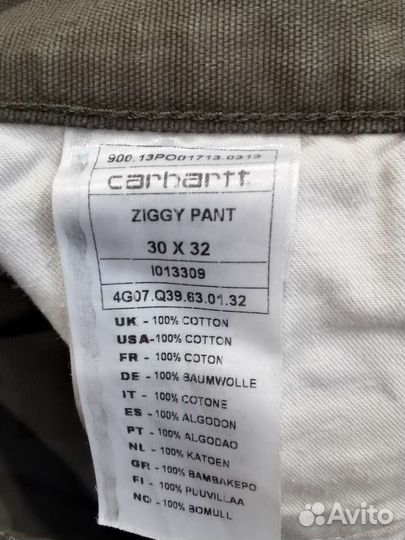 900.13PO01713.0313
carhartt
ZIGGY PANT
30 X 32
I013309
4G07.Q39.63.01.32
UK - 100% COTTON
USA-100% COTTON
FR - 100% COTON
DE - 100% BAUMWOLLE
IT - 100% COTONE
ES - 100% ALGODON
PT - 100% ALGODAO
NL - 100% KATOEN
GR - 100% BAMBAKEPO
FI - 100% PUUVILLAA
NO - 100% BOMULL
Avito